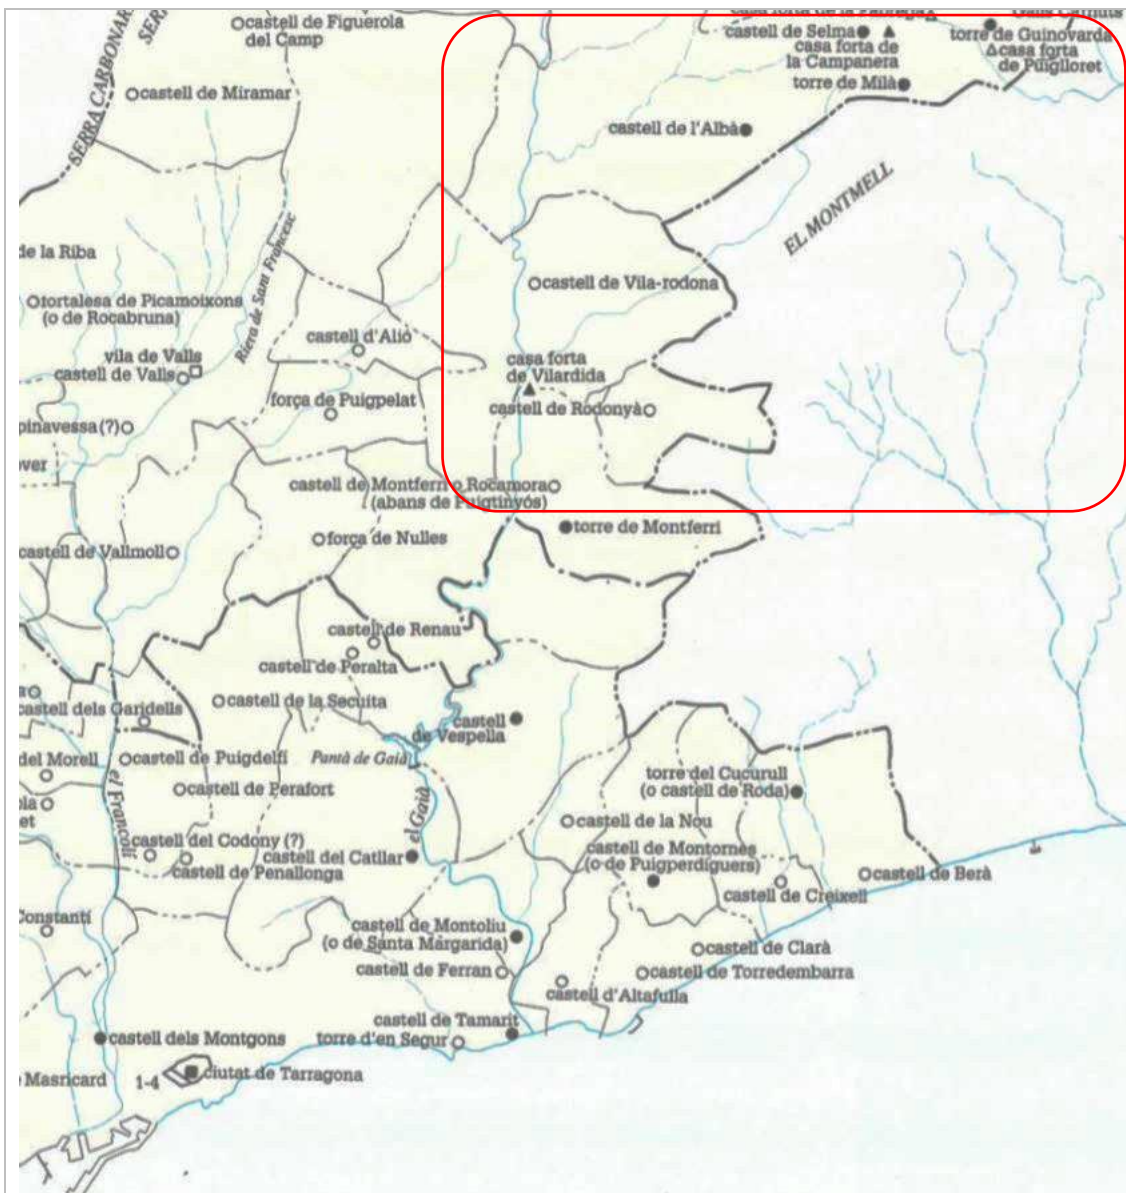 castell de Figuerola
del Camp
SERRA CARBONAR
SER
castell de Selma
torre de Guinovarda
casa forta de
la Campanera
casa forta
de Puiglloret
torre de Milà
castell de Miramar
castell de l'Albà
EL MONTMELL
de la Riba
Riera de Sant Francesc
castell de Vila-rodona
fortalesa de Picamoixons
(o de Rocabruna)
castell d'Alió
vila de Valls
castell de Valls
casa forta
de Vilardida
força de Puigpelat
castell de Rodonyà
pinavessa (?)
over
castell de Montferri o Rocamora
(abans de Puigtinyós)
torre de Montferri
força de Nulles
castell de Vallmoll
castell de Renau
castell de Peralta
castell de la Secuita
castell dels Garidells
castell
de Vespella
del Morell
castell de Puigdelfí
Pantà de Gaià
torre del Cucurull
(o castell de Roda)
castell de Perafort
el Francolí
el Gaià
et
castell de la Nou
castell del Codony (?)
castell de Penallonga
castell del Catllar
castell de Montornès
(o de Puigperdiguers)
castell de Creixell
castell de Berà
Constantí
castell de Montoliu
(o de Santa Margarida)
castell de Clarà
castell de Ferran
castell de Torredembarra
castell d'Altafulla
castell de Tamarit
castell dels Montgons
torre d'en Segur
Masricard
1-4
ciutat de Tarragona